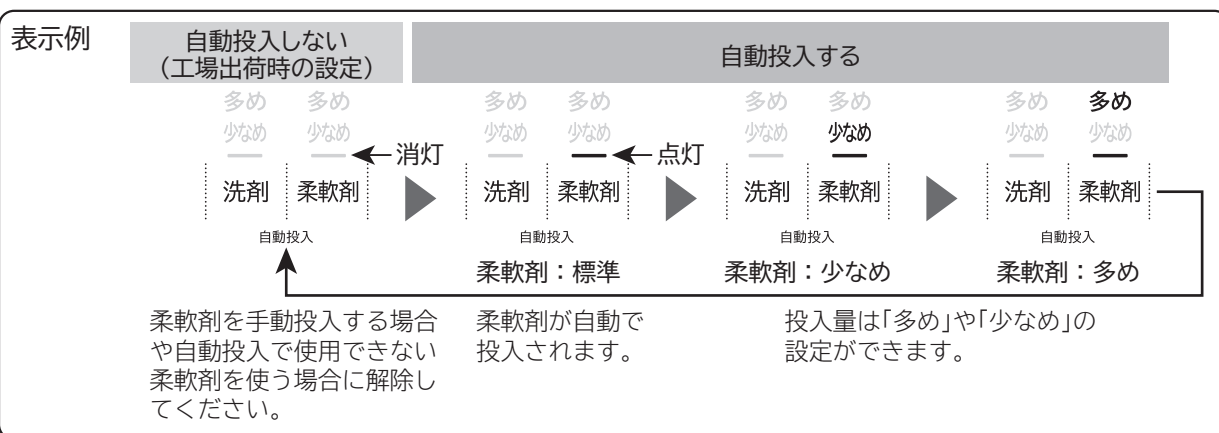 表示例
自動投入しない
（工場出荷時の設定）
自動投入する
多め 多め
少なめ 少なめ
消灯
洗剤 柔軟剤
自動投入
多め 多め
少なめ 少なめ
点灯
洗剤 柔軟剤
自動投入
柔軟剤：標準
多め 多め
少なめ 少なめ
洗剤 柔軟剤
自動投入
柔軟剤：少なめ
多め 多め
少なめ 少なめ
洗剤 柔軟剤
自動投入
柔軟剤：多め
柔軟剤を手動投入する場合
や自動投入で使用できない
柔軟剤を使う場合に解除し
てください。
柔軟剤が自動で
投入されます。
投入量は｢多め｣や｢少なめ｣の
設定ができます。